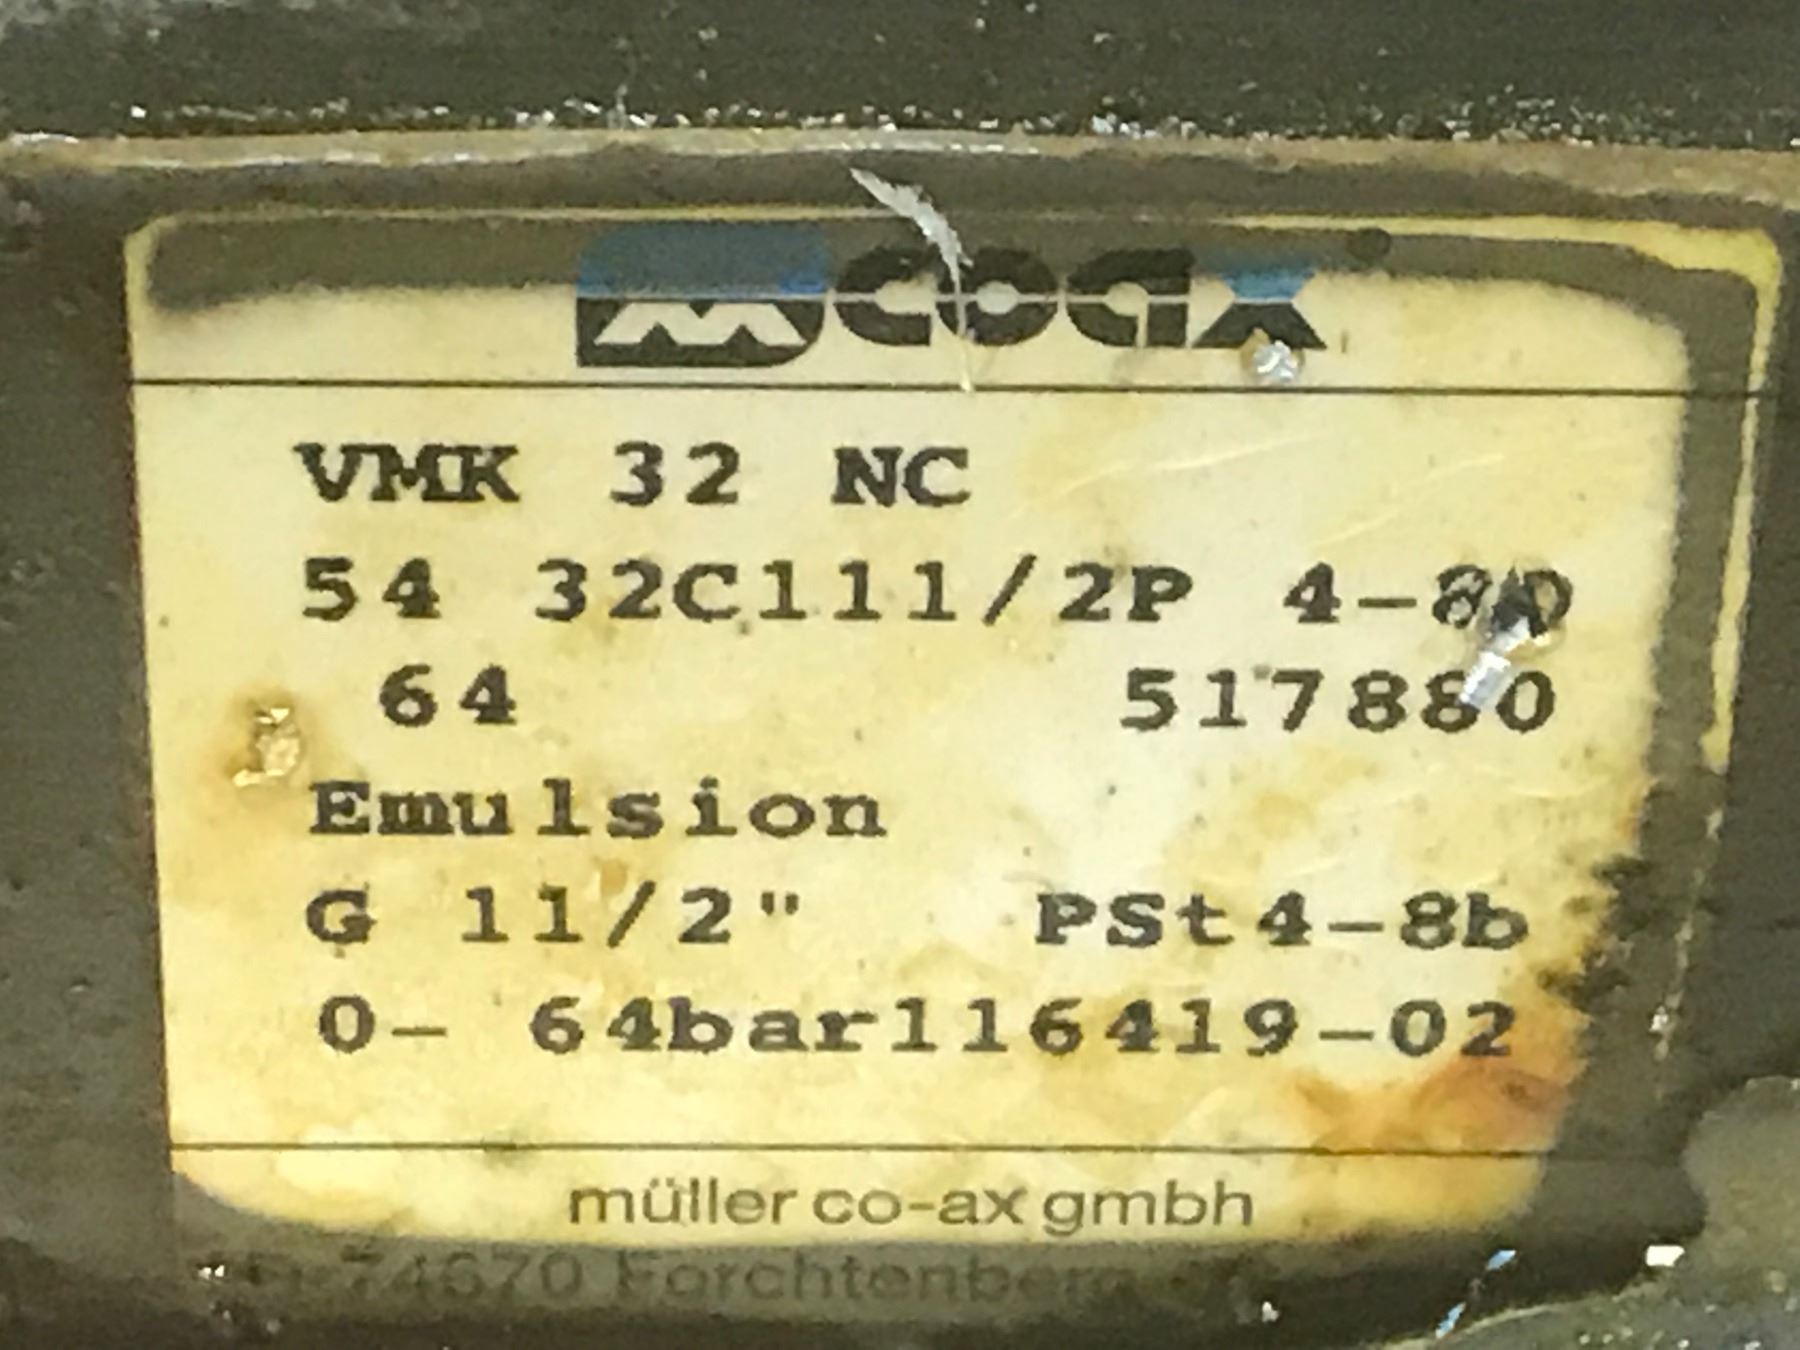 m coax
VMK 32 NC
54 32C111/2P 4-80
64 517880
Emulsion
G 11/2" PSt4-8b
0- 64bar116419-02
müller co-ax gmbh
D-74670 Forchtenberg